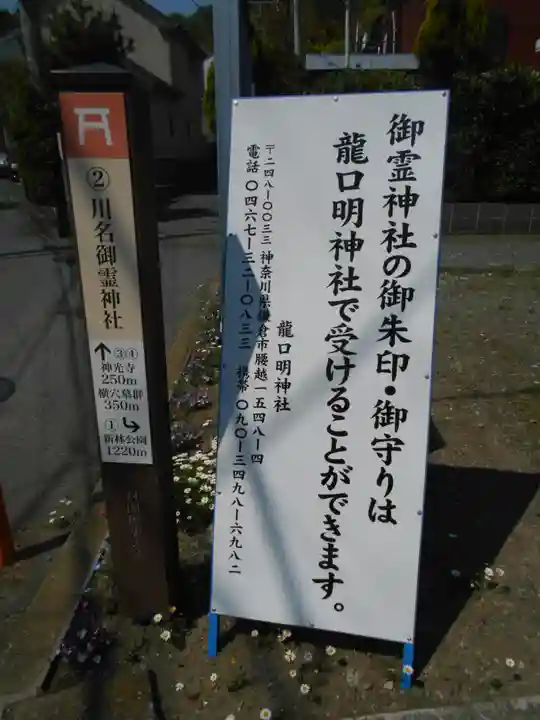 ② 川名御霊神社
↑ ③④
神光寺
250m
横穴墓群
350m
① ↳
新林公園
1220m
御霊神社の御朱印・御守りは
龍口明神社で受けることができます。
龍口明神社
〒二四八ー〇〇三三 神奈川県鎌倉市腰越一五四八ー四
電話 〇四六七ー三二ー〇八三三 携帯 〇九〇ー三四九八ー六九八二